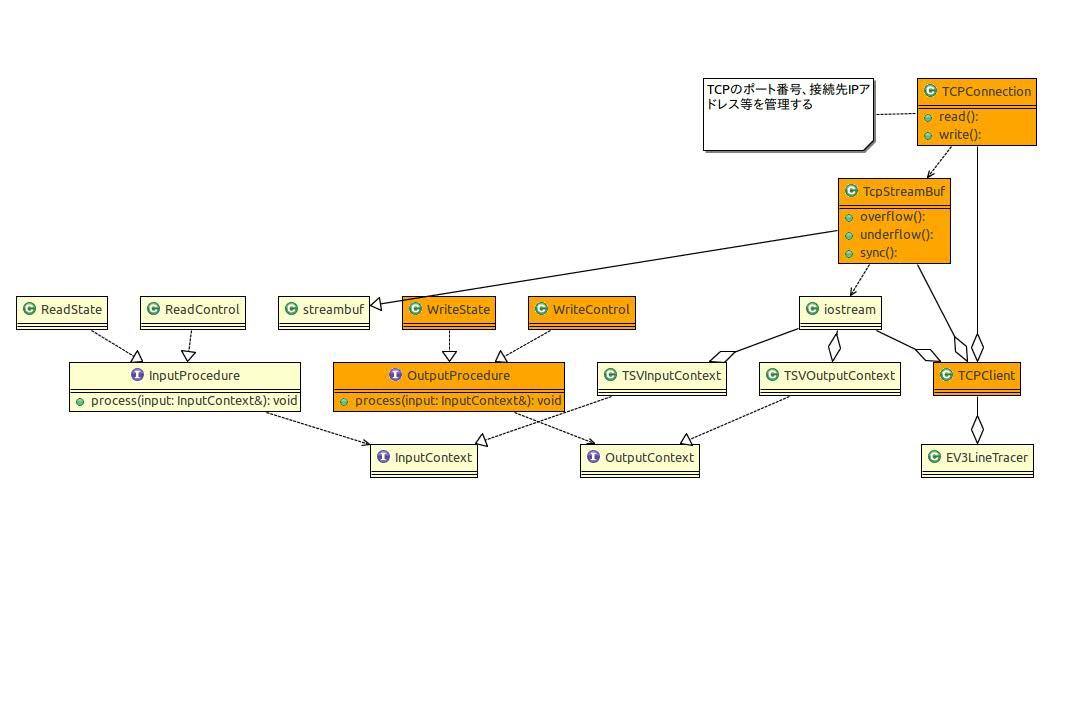 TCPのポート番号、接続先IPア
ドレス等を管理する
C TCPConnection
read():
write():
C TcpStreamBuf
overflow():
underflow():
sync():
C ReadState
C ReadControl
C streambuf
C WriteState
C WriteControl
C iostream
I InputProcedure
process(input: InputContext&): void
I OutputProcedure
process(input: InputContext&): void
C TSVInputContext
C TSVOutputContext
C TCPClient
I InputContext
I OutputContext
C EV3LineTracer